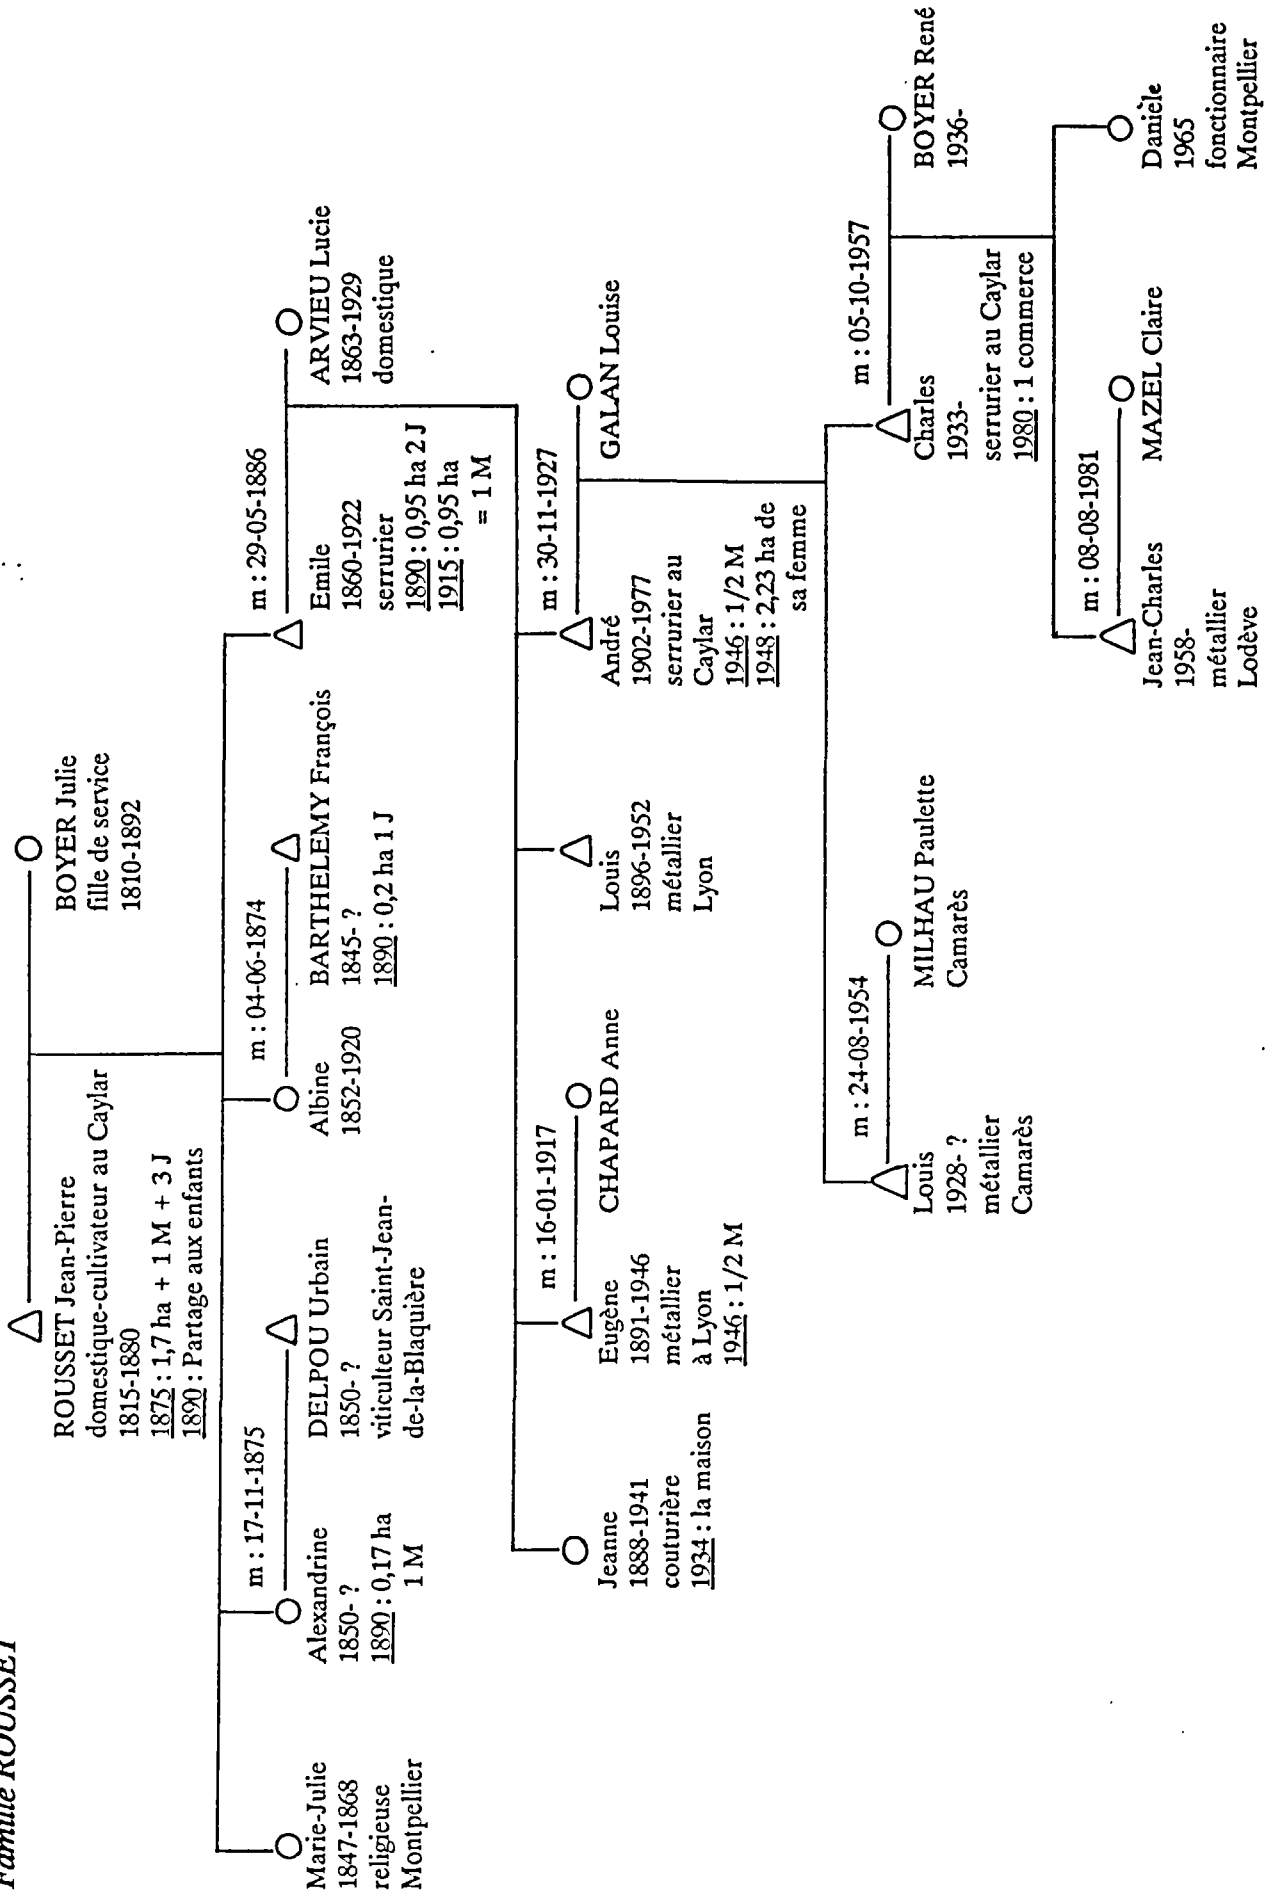 Famille ROUSSET
ROUSSET Jean-Pierre
domestique-cultivateur au Caylar
1815-1880
1875 : 1,7 ha + 1 M + 3 J
1890 : Partage aux enfants
BOYER Julie
fille de service
1810-1892
Marie-Julie
1847-1868
religieuse
Montpellier
m : 17-11-1875
Alexandrine
1850- ?
1890 : 0,17 ha
1 M
DELPOU Urbain
1850- ?
viticulteur Saint-Jean-
de-la-Blaquière
m : 04-06-1874
Albine
1852-1920
BARTHELEMY François
1845- ?
1890 : 0,2 ha 1 J
m : 29-05-1886
Emile
1860-1922
serrurier
1890 : 0,95 ha 2 J
1915 : 0,95 ha
= 1 M
ARVIEU Lucie
1863-1929
domestique
Jeanne
1888-1941
couturière
1934 : la maison
m : 16-01-1917
Eugène
1891-1946
métallier
à Lyon
1946 : 1/2 M
CHAPARD Anne
Louis
1896-1952
métallier
Lyon
m : 30-11-1927
André
1902-1977
serrurier au
Caylar
1946 : 1/2 M
1948 : 2,23 ha de
sa femme
GALAN Louise
m : 24-08-1954
Louis
1928- ?
métallier
Camarès
MILHAU Paulette
Camarès
m : 05-10-1957
Charles
1933-
serrurier au Caylar
1980 : 1 commerce
BOYER René
1936-
m : 08-08-1981
Jean-Charles
1958-
métallier
Lodève
MAZEL Claire
Danièle
1965
fonctionnaire
Montpellier